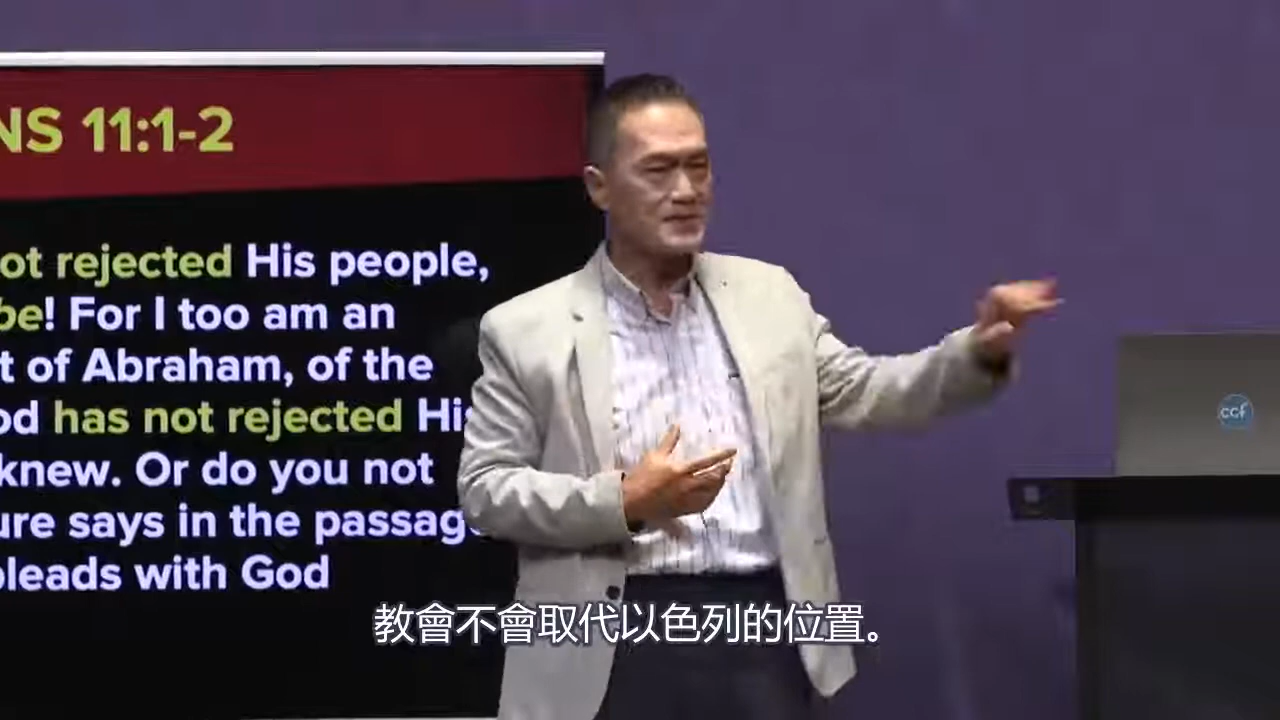 NS 11:1-2
ot rejected His people,
be! For I too am an
t of Abraham, of the
od has not rejected His
knew. Or do you not
ure says in the passage
pleads with God
ccf
教會不會取代以色列的位置。